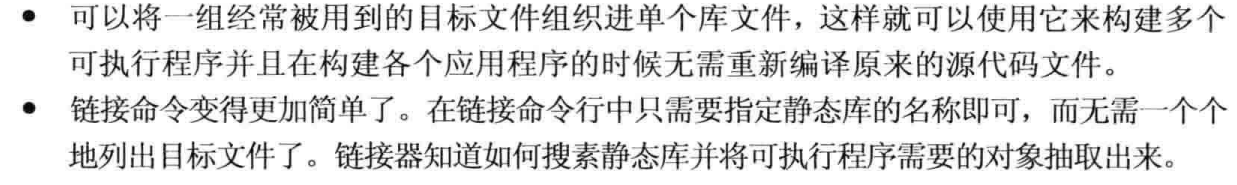 ● 可以将一组经常被用到的目标文件组织进单个库文件，这样就可以使用它来构建多个
可执行程序并且在构建各个应用程序的时候无需重新编译原来的源代码文件。
● 链接命令变得更加简单了。在链接命令行中只需要指定静态库的名称即可，而无需一个个
地列出目标文件了。链接器知道如何搜素静态库并将可执行程序需要的对象抽取出来。